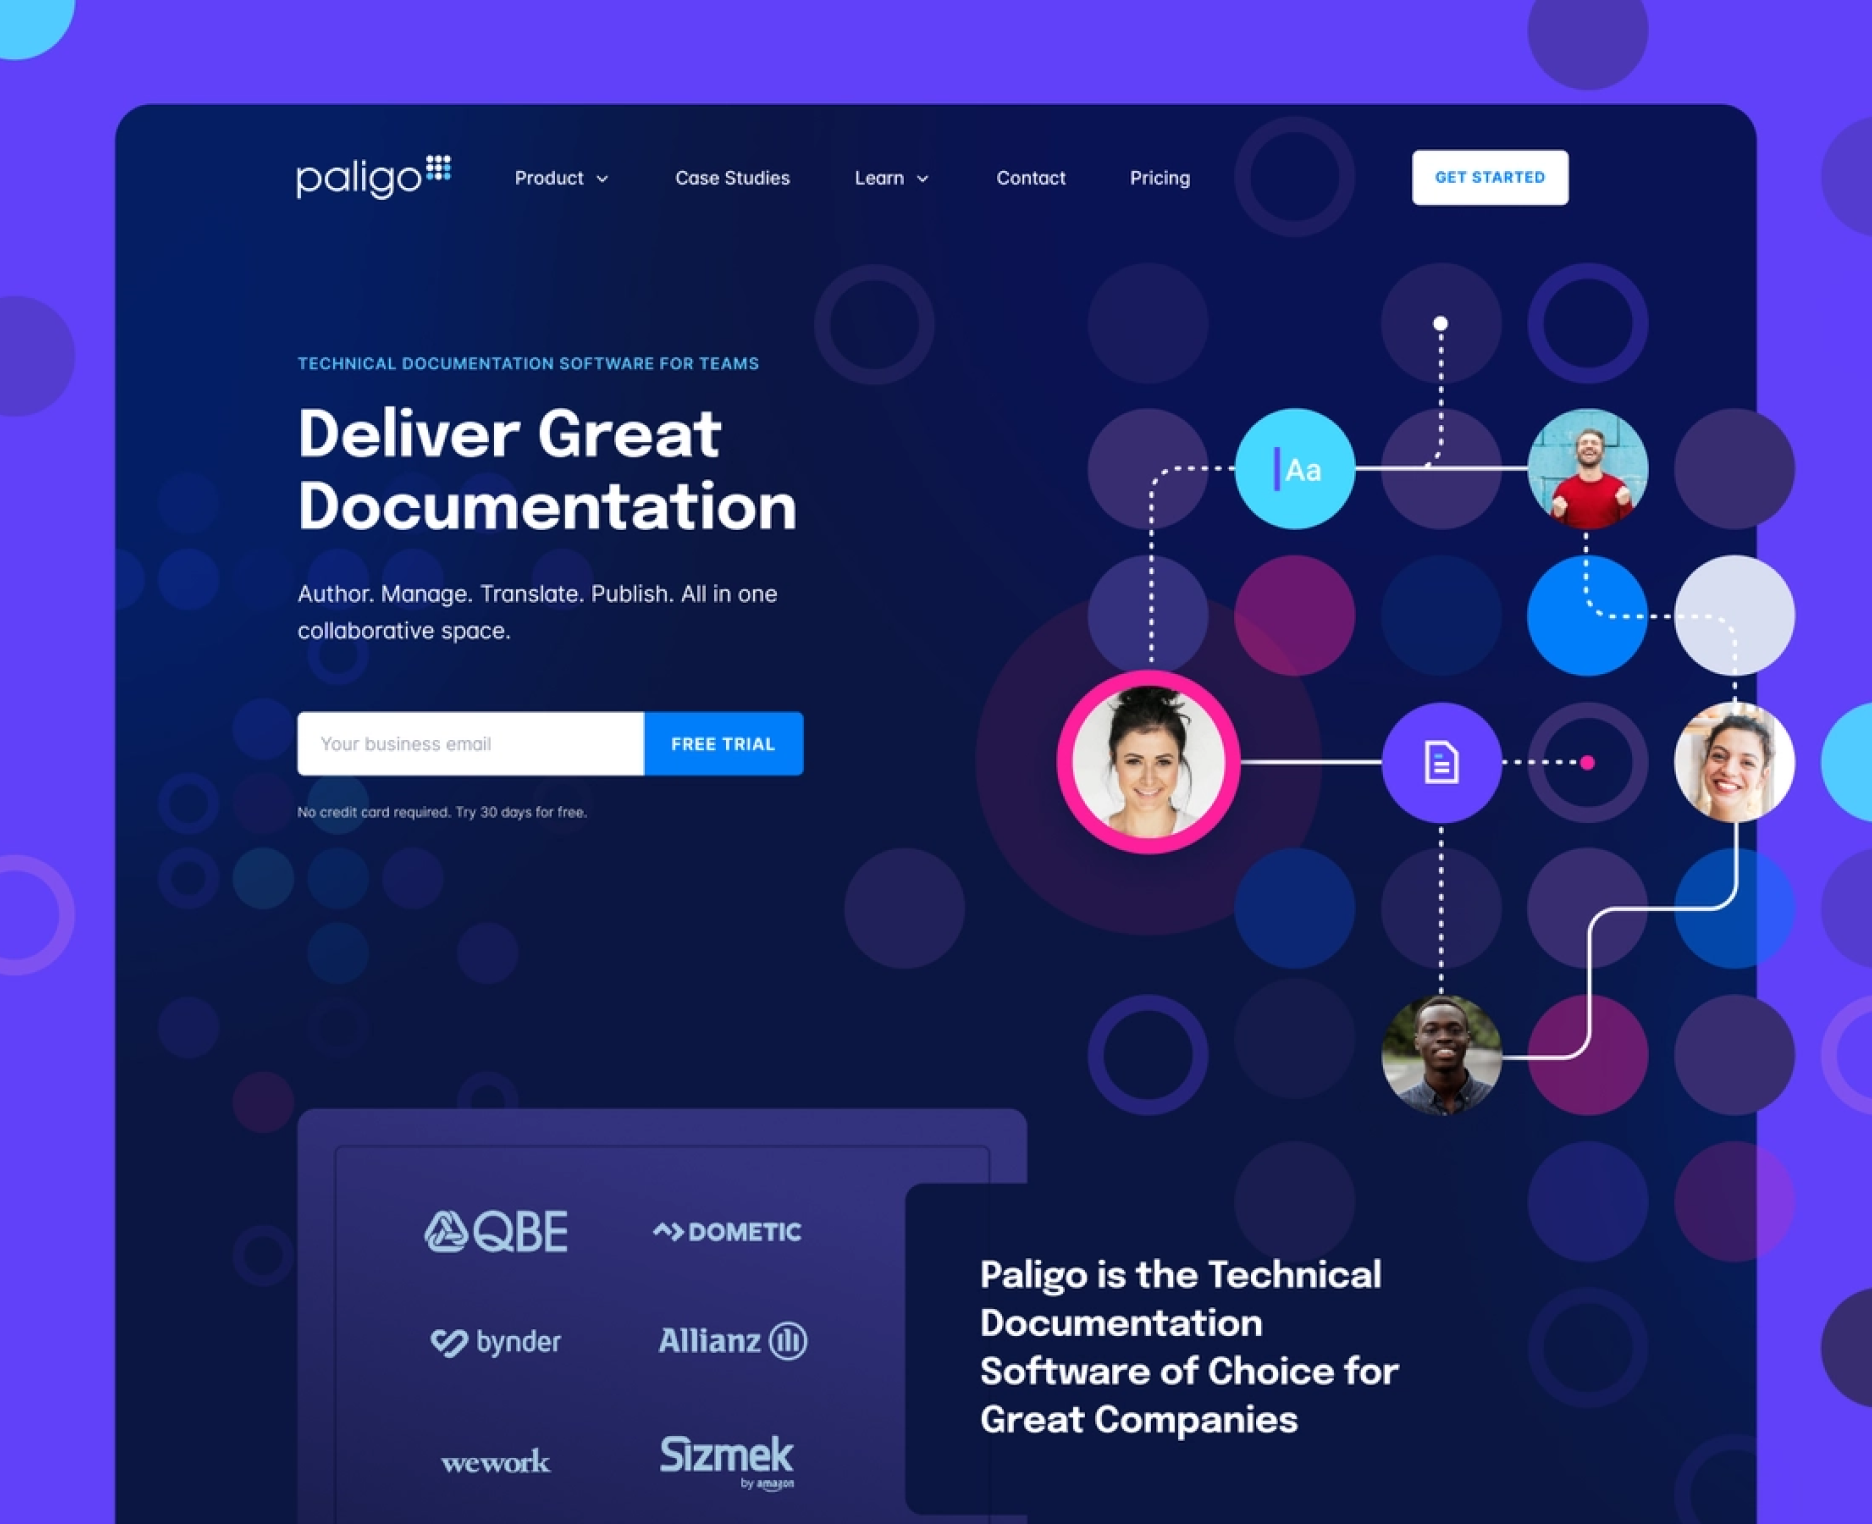 paligo
Product
Case Studies
Learn
Contact
Pricing
GET STARTED
TECHNICAL DOCUMENTATION SOFTWARE FOR TEAMS
Deliver Great
Documentation
Author. Manage. Translate. Publish. All in one
collaborative space.
Your business email
FREE TRIAL
No credit card required. Try 30 days for free.
Aa
QBE
DOMETIC
bynder
Allianz
wework
Sizmek
by amazon
Paligo is the Technical
Documentation
Software of Choice for
Great Companies